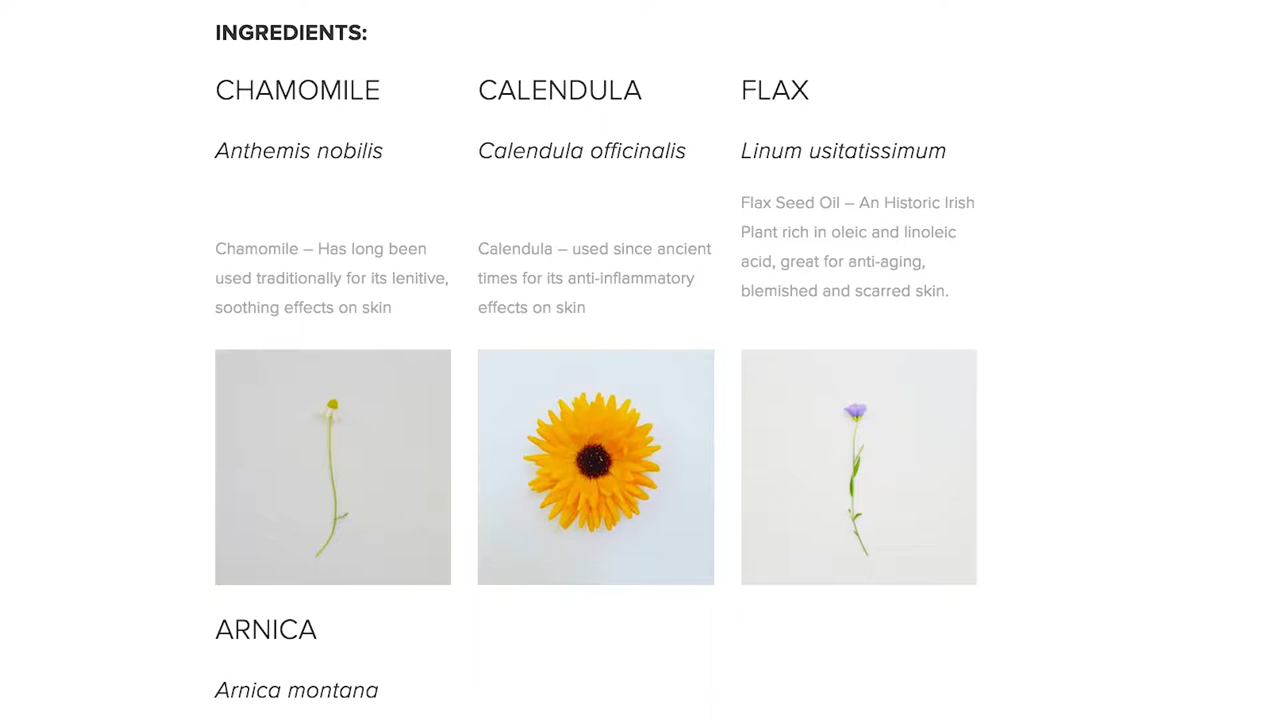 INGREDIENTS:
CHAMOMILE
Anthemis nobilis
Chamomile – Has long been
used traditionally for its lenitive,
soothing effects on skin
CALENDULA
Calendula officinalis
Calendula – used since ancient
times for its anti-inflammatory
effects on skin
FLAX
Linum usitatissimum
Flax Seed Oil – An Historic Irish
Plant rich in oleic and linoleic
acid, great for anti-aging,
blemished and scarred skin.
ARNICA
Arnica montana